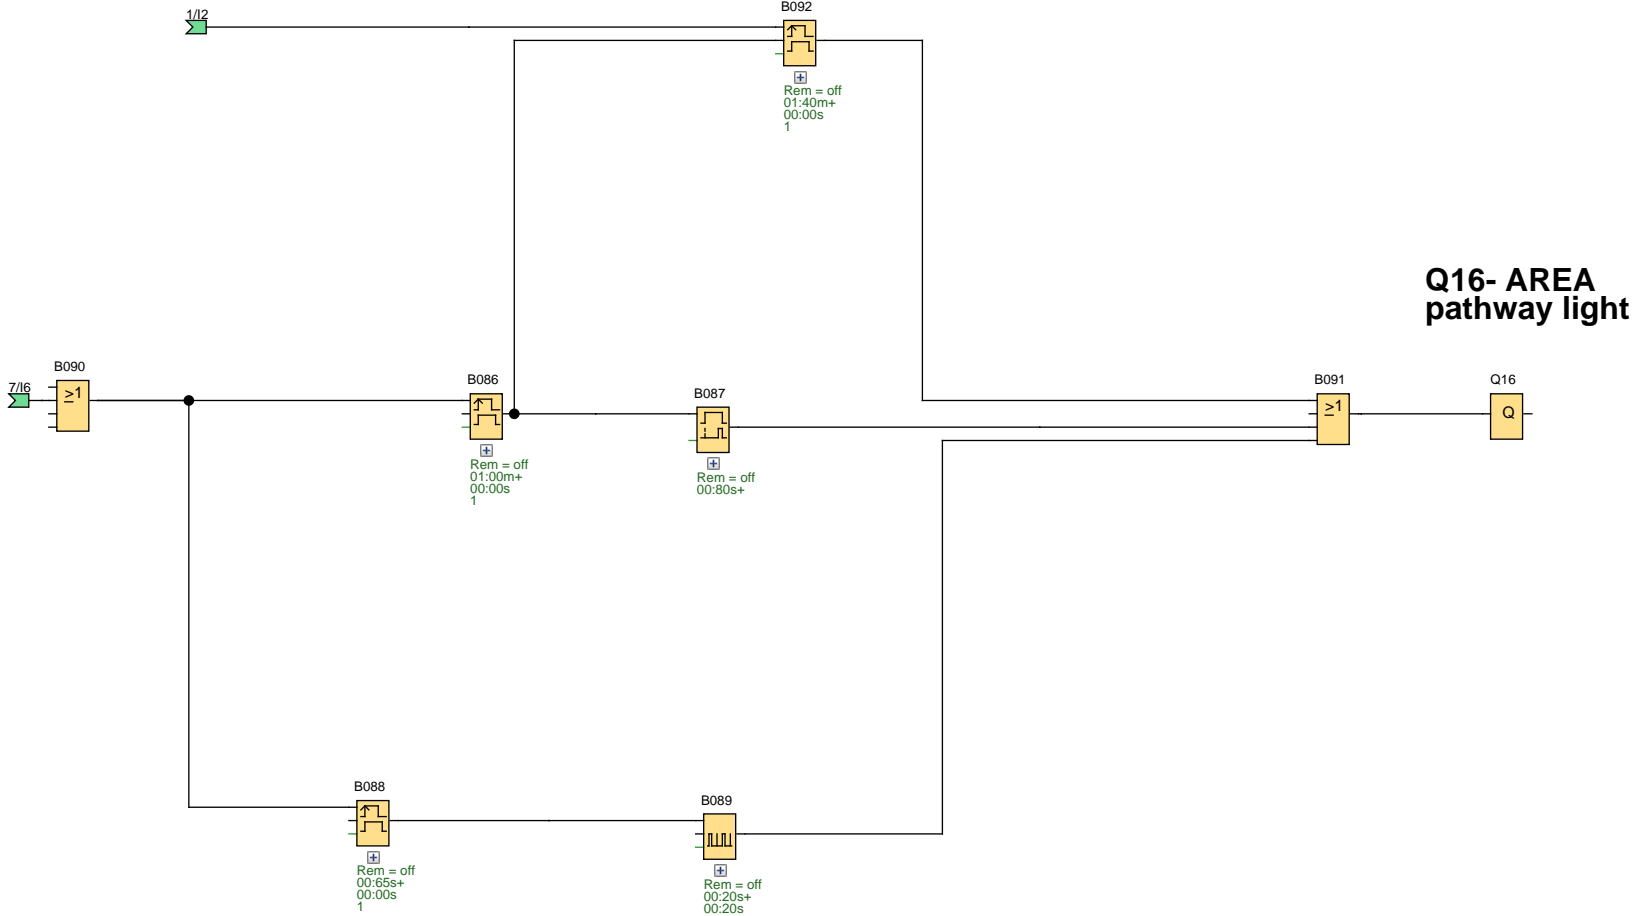 1/I2
B092
Rem = off
01:40m+
00:00s
1
Q16- AREA
pathway light
7/I6
B090
≥1
B086
Rem = off
01:00m+
00:00s
1
B087
Rem = off
00:80s+
B091
≥1
Q16
Q
B088
Rem = off
00:65s+
00:00s
1
B089
Rem = off
00:20s+
00:20s